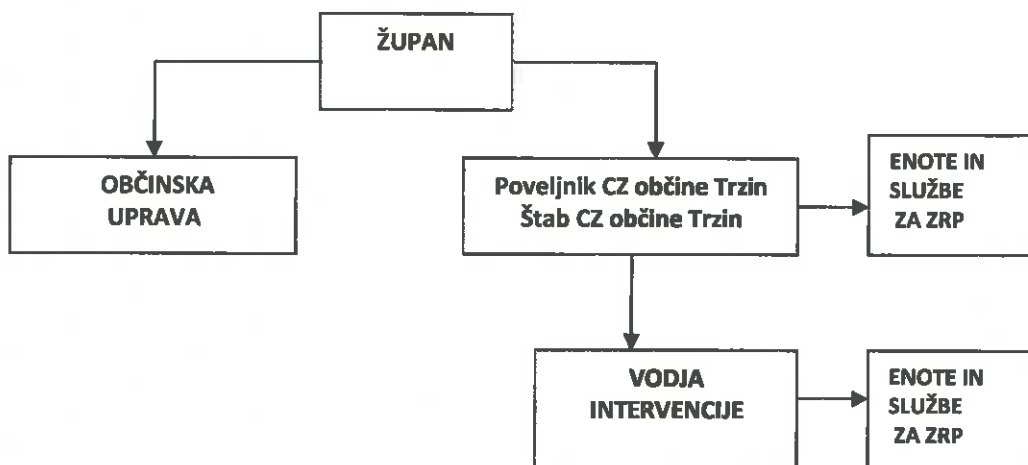 ŽUPAN
OBČINSKA
UPRAVA
Poveljnik CZ občine Trzin
Štab CZ občine Trzin
ENOTE IN
SLUŽBE
ZA ZRP
VODJA
INTERVENCIJE
ENOTE IN
SLUŽBE
ZA ZRP